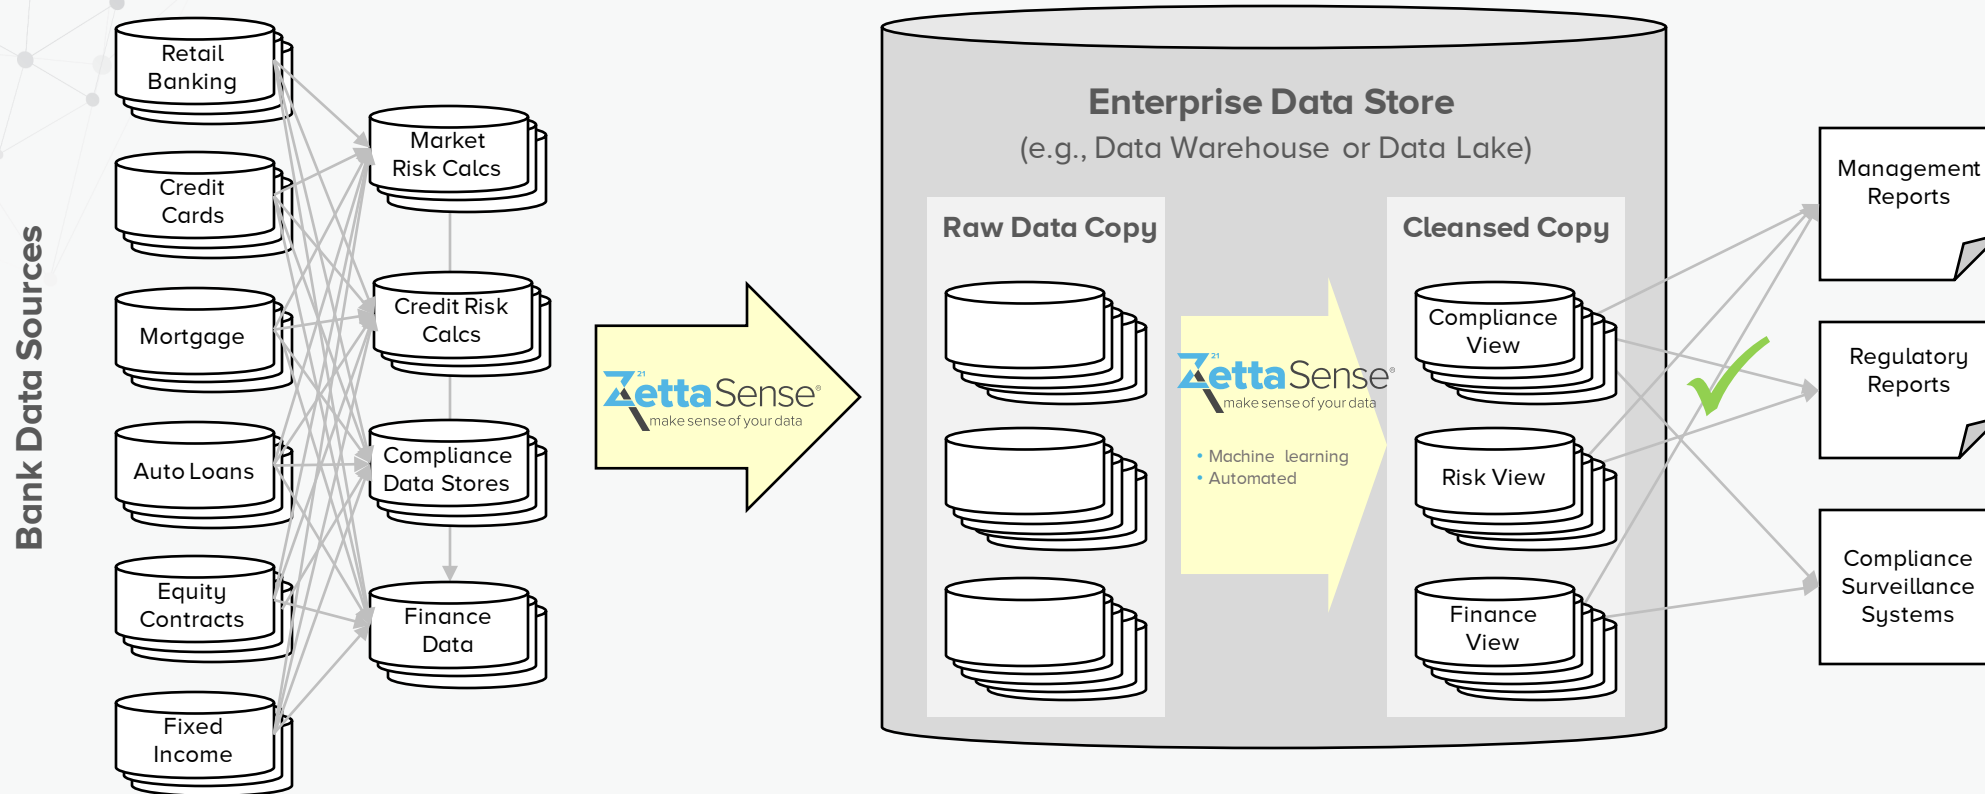 Bank Data Sources
Retail
Banking
Credit
Cards
Mortgage
Auto Loans
Equity
Contracts
Fixed
Income
Market
Risk Calcs
Credit Risk
Calcs
Compliance
Data Stores
Finance
Data
21
ZettaSense®
make sense of your data
Enterprise Data Store
(e.g., Data Warehouse or Data Lake)
Raw Data Copy
21
ZettaSense®
make sense of your data
• Machine learning
• Automated
Cleansed Copy
Compliance
View
Risk View
Finance
View
Management
Reports
Regulatory
Reports
Compliance
Surveillance
Systems